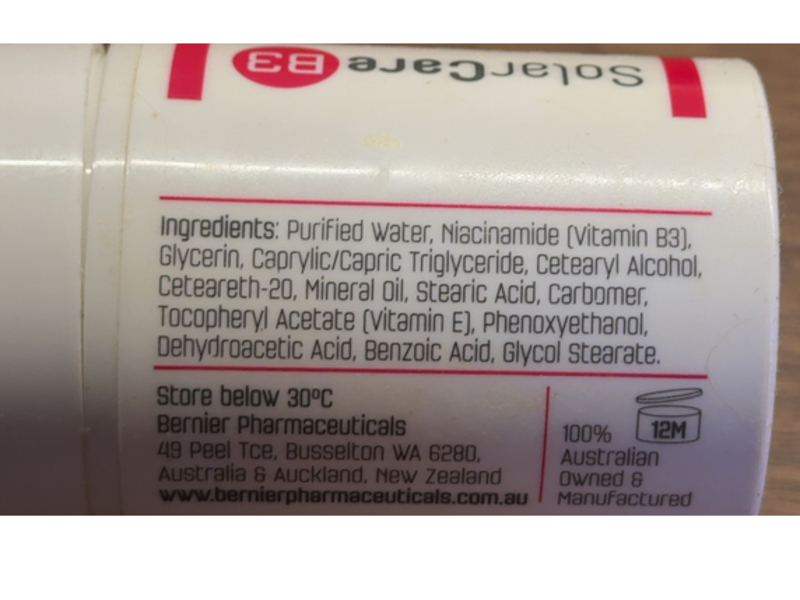 SolarCare B3
Ingredients: Purified Water, Niacinamide (Vitamin B3),
Glycerin, Caprylic/Capric Triglyceride, Cetearyl Alcohol,
Ceteareth-20, Mineral Oil, Stearic Acid, Carbomer,
Tocopheryl Acetate (Vitamin E), Phenoxyethanol,
Dehydroacetic Acid, Benzoic Acid, Glycol Stearate.
Store below 30ºC
Bernier Pharmaceuticals
49 Peel Tce, Busselton WA 6280,
Australia & Auckland, New Zealand
www.bernierpharmaceuticals.com.au
12M
100%
Australian
Owned &
Manufactured